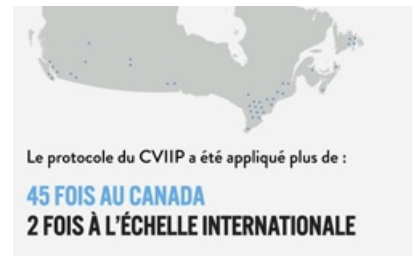 Le protocole du CVIIP a été appliqué plus de :
45 FOIS AU CANADA
2 FOIS À L'ÉCHELLE INTERNATIONALE